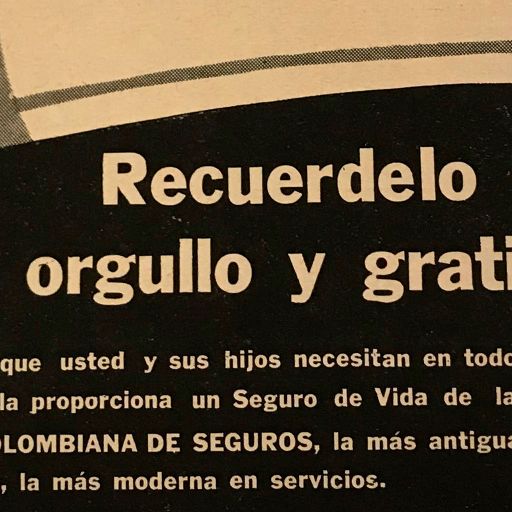 Recuerdelo
orgullo y grati
que usted y sus hijos necesitan en todo
la proporciona un Seguro de Vida de la
OLOMBIANA DE SEGUROS, la más antigua
, la más moderna en servicios.